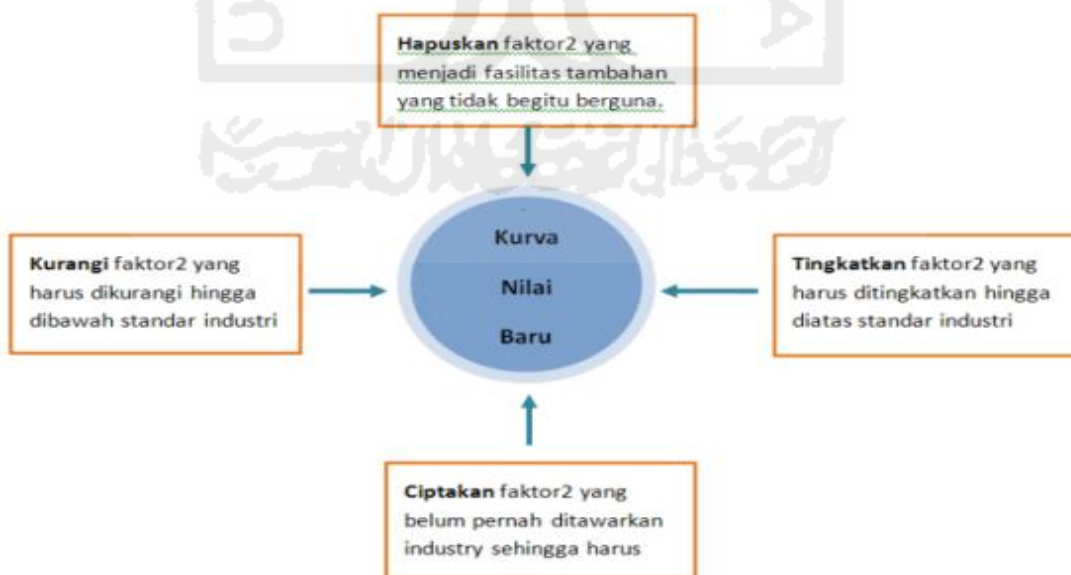 Hapuskan faktor2 yang
menjadi fasilitas tambahan
yang tidak begitu berguna.
Kurva
Nilai
Baru
Kurangi faktor2 yang
harus dikurangi hingga
dibawah standar industri
Tingkatkan faktor2 yang
harus ditingkatkan hingga
diatas standar industri
Ciptakan faktor2 yang
belum pernah ditawarkan
industry sehingga harus